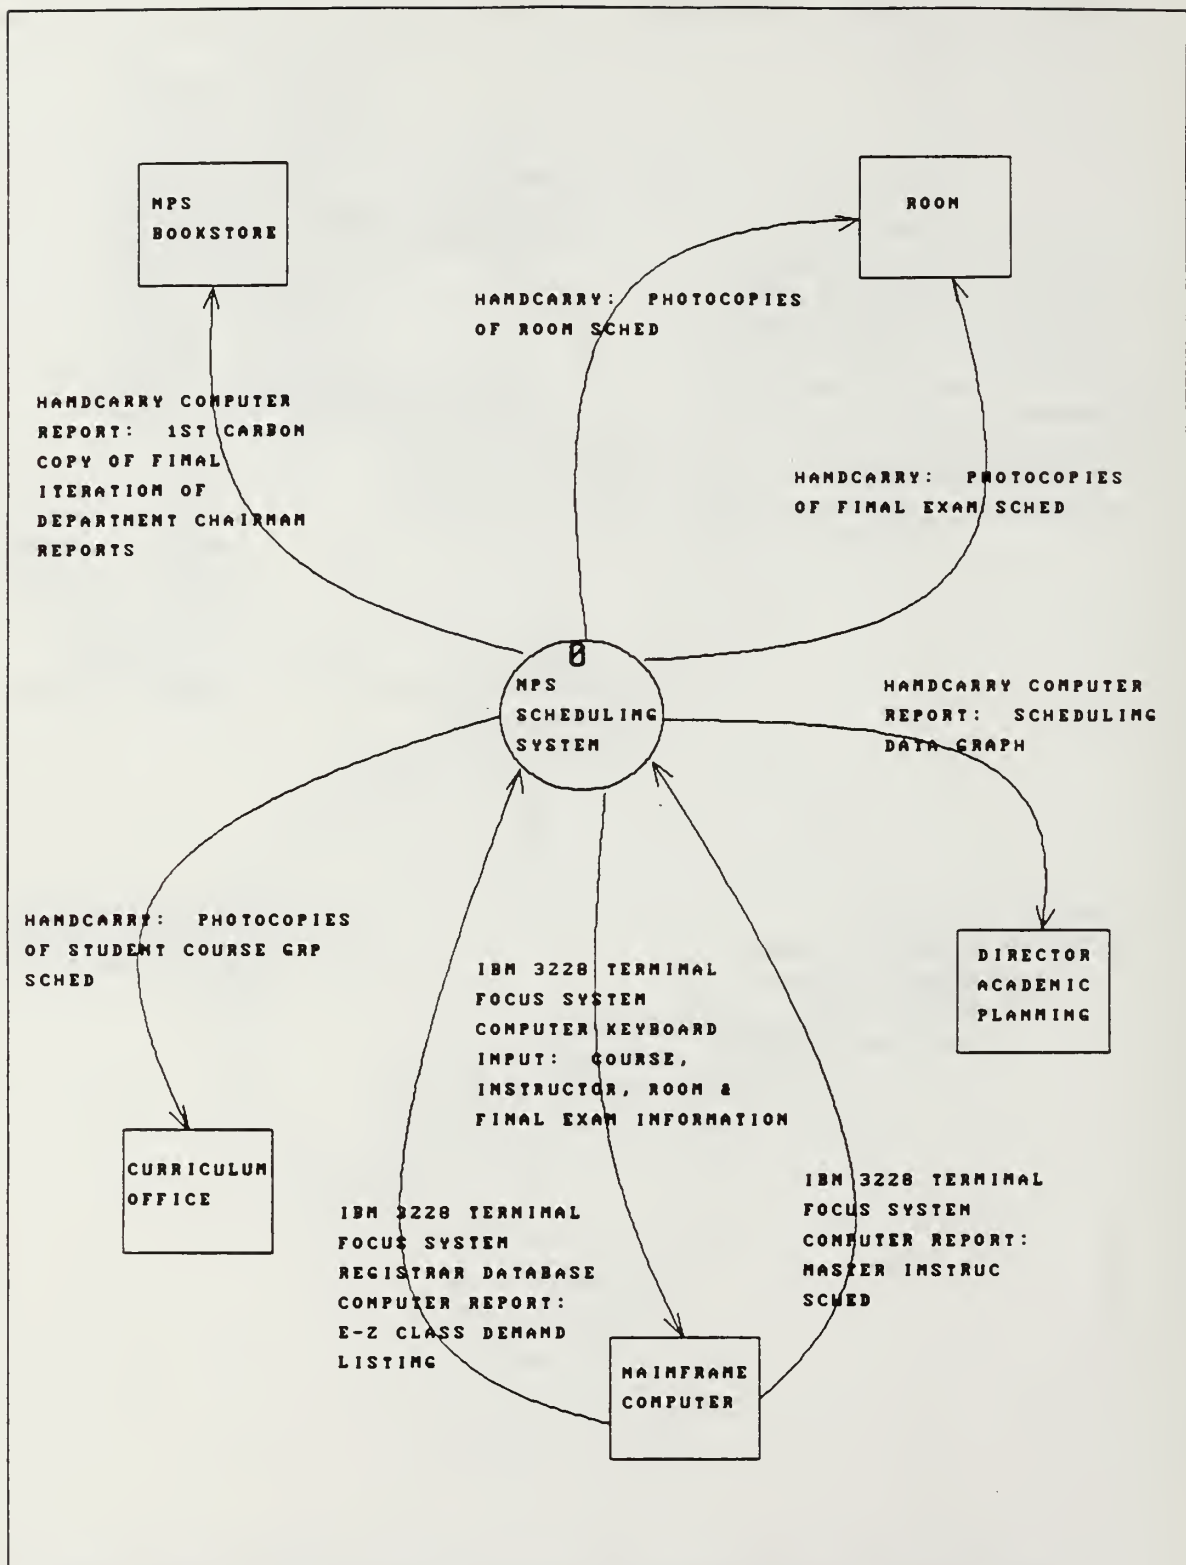 NPS
BOOKSTORE
ROOM
HANDCARRY: PHOTOCOPIES
OF ROOM SCHED
HANDCARRY COMPUTER
REPORT: 1ST CARBON
COPY OF FINAL
ITERATION OF
DEPARTMENT CHAIRMAN
REPORTS
HANDCARRY: PHOTOCOPIES
OF FINAL EXAM SCHED
0
NPS
SCHEDULING
SYSTEM
HANDCARRY COMPUTER
REPORT: SCHEDULING
DATA GRAPH
HANDCARRY: PHOTOCOPIES
OF STUDENT COURSE GRP
SCHED
DIRECTOR
ACADEMIC
PLANNING
IBM 3228 TERMINAL
FOCUS SYSTEM
COMPUTER KEYBOARD
INPUT: COURSE,
INSTRUCTOR, ROOM &
FINAL EXAM INFORMATION
CURRICULUM
OFFICE
IBM 3228 TERMINAL
FOCUS SYSTEM
REGISTRAR DATABASE
COMPUTER REPORT:
E-Z CLASS DEMAND
LISTING
IBM 3228 TERMINAL
FOCUS SYSTEM
COMPUTER REPORT:
MASTER INSTRUC
SCHED
MAINFRAME
COMPUTER